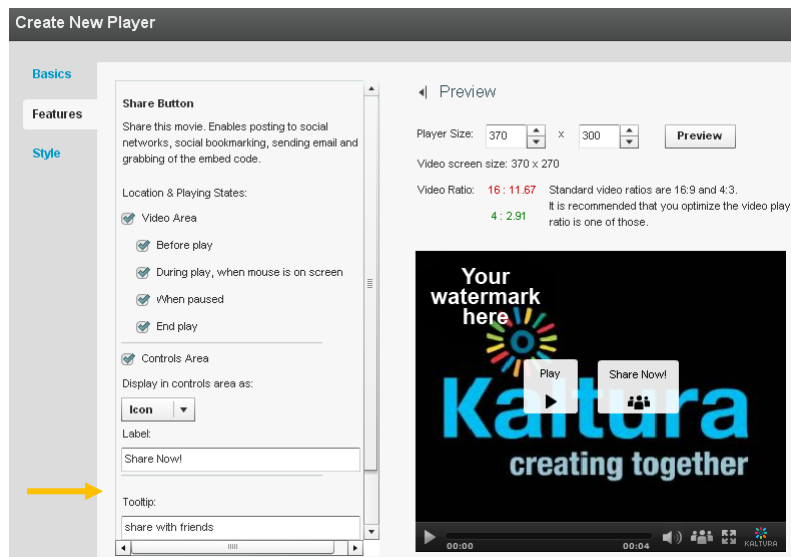 Create New Player
Basics
Features
Style
Share Button
Share this movie. Enables posting to social
networks, social bookmarking, sending email and
grabbing of the embed code.
Location & Playing States:
Video Area
Before play
During play, when mouse is on screen
When paused
End play
Controls Area
Display in controls area as:
Icon
Label:
Share Now!
Tooltip:
share with friends
Preview
Player Size: 370 x 300 Preview
Video screen size: 370 x 270
Video Ratio: 16 : 11.67 Standard video ratios are 16:9 and 4:3.
It is recommended that you optimize the video play
4 : 2.91 ratio is one of those.
Your
watermark
here
Play Share Now!
Kaltura
creating together
00:00 00:04 KALTURA